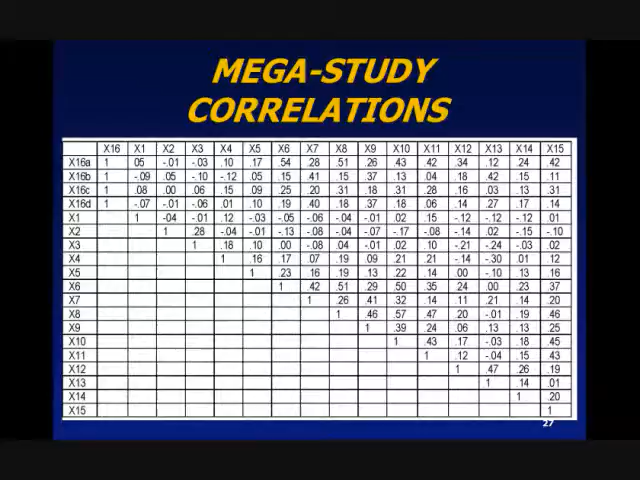 MEGA-STUDY
CORRELATIONS
X16 X1 X2 X3 X4 X5 X6 X7 X8 X9 X10 X11 X12 X13 X14 X15
X16a 1 05 -.01 -.03 .10 .17 .54 .28 .51 .26 .43 .42 .34 .12 .24 .42
X16b 1 -.09 .05 -.10 -.12 .05 .15 .41 .15 .37 .13 .04 .18 .42 .15 .11
X16c 1 .08 .00 .06 .15 .09 .25 .20 .31 .18 .31 .28 .16 .03 .13 .31
X16d 1 -.07 -.01 -.06 .01 .10 .19 .40 .18 .37 .18 .06 .14 .27 .17 .14
X1 1 -.04 -.01 .12 -.03 -.05 -.06 -.04 -.01 .02 .15 -.12 -.12 -.12 .01
X2 1 .28 -.04 -.01 -.13 -.08 -.04 -.07 -.17 -.08 -.14 .02 -.15 -.10
X3 1 .18 .10 .00 -.08 .04 -.01 .02 .10 -.21 -.24 -.03 .02
X4 1 .16 .17 .07 .19 .09 .21 .21 -.14 -.30 .01 .12
X5 1 .23 .16 .19 .13 .22 .14 .00 -.10 .13 .16
X6 1 .42 .51 .29 .50 .35 .24 .00 .23 .37
X7 1 .26 .41 .32 .14 .11 .21 .14 .20
X8 1 .46 .57 .47 .20 -.01 .19 .46
X9 1 .39 .24 .06 .13 .13 .25
X10 1 .43 .17 -.03 .18 .45
X11 1 .12 -.04 .15 .43
X12 1 .47 .26 .19
X13 1 .14 .01
X14 1 .20
X15 1
27